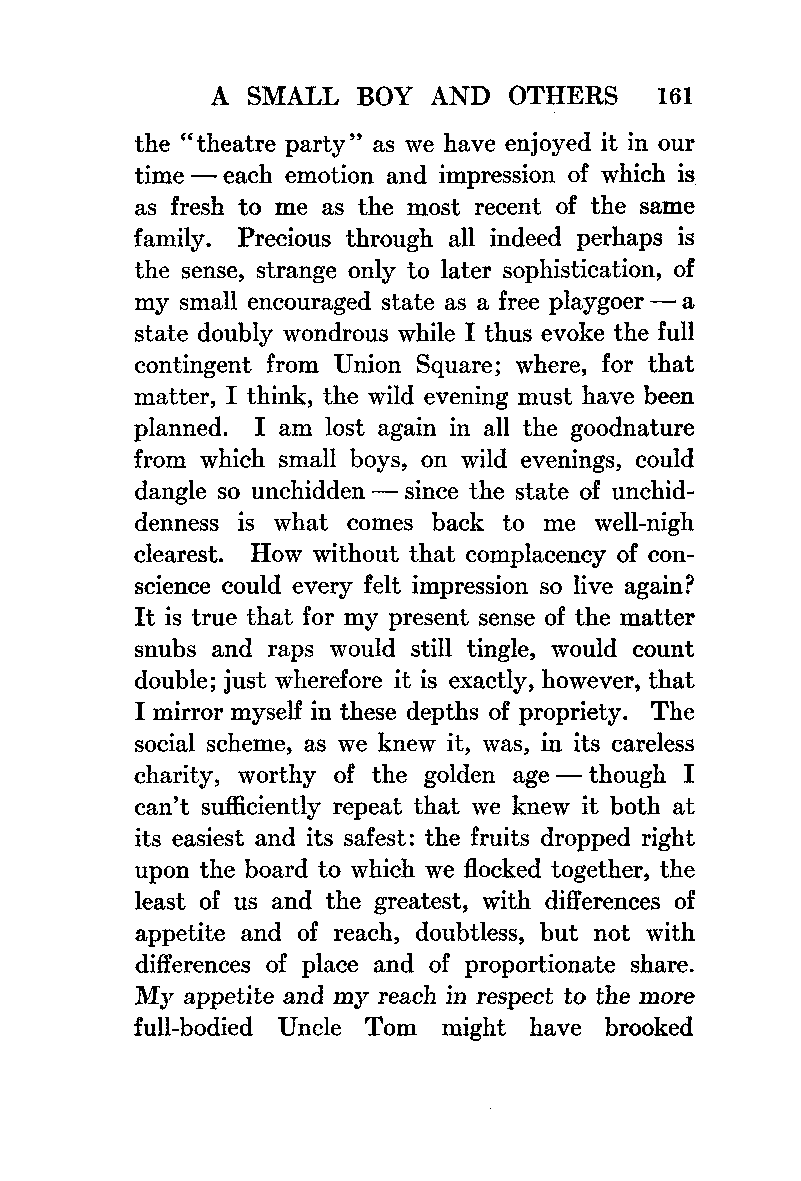 A SMALL BOY AND OTHERS 161
the “theatre party” as we have enjoyed it in our
time — each emotion and impression of which is
as fresh to me as the most recent of the same
family. Precious through all indeed perhaps is
the sense, strange only to later sophistication, of
my small encouraged state as a free playgoer — a
state doubly wondrous while I thus evoke the full
contingent from Union Square; where, for that
matter, I think, the wild evening must have been
planned. I am lost again in all the goodnature
from which small boys, on wild evenings, could
dangle so unchidden — since the state of unchid-
denness is what comes back to me well-nigh
clearest. How without that complacency of con-
science could every felt impression so live again?
It is true that for my present sense of the matter
snubs and raps would still tingle, would count
double; just wherefore it is exactly, however, that
I mirror myself in these depths of propriety. The
social scheme, as we knew it, was, in its careless
charity, worthy of the golden age — though I
can’t sufficiently repeat that we knew it both at
its easiest and its safest: the fruits dropped right
upon the board to which we flocked together, the
least of us and the greatest, with differences of
appetite and of reach, doubtless, but not with
differences of place and of proportionate share.
My appetite and my reach in respect to the more
full-bodied Uncle Tom might have brooked